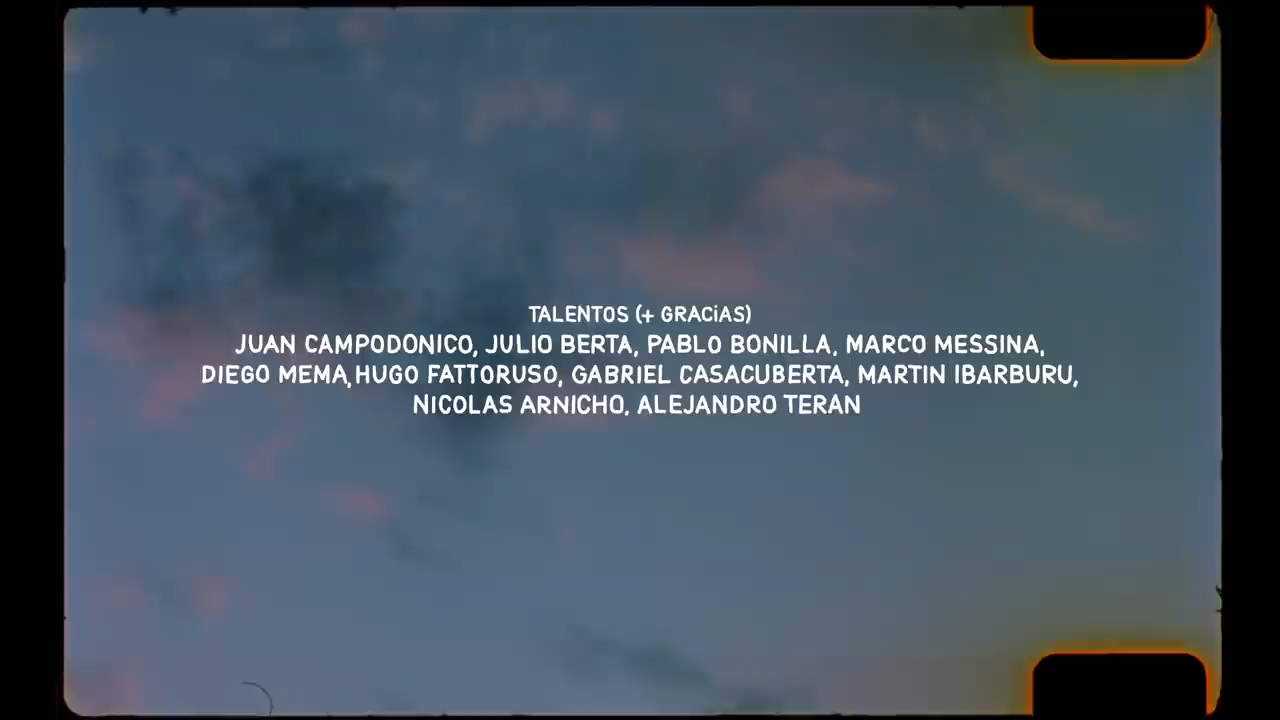 TALENTOS (+ GRACiAS)
JUAN CAMPODONICO, JULIO BERTA, PABLO BONILLA, MARCO MESSINA,
DIEGO MEMA,HUGO FATTORUSO, GABRIEL CASACUBERTA, MARTIN IBARBURU,
NICOLAS ARNICHO, ALEJANDRO TERAN